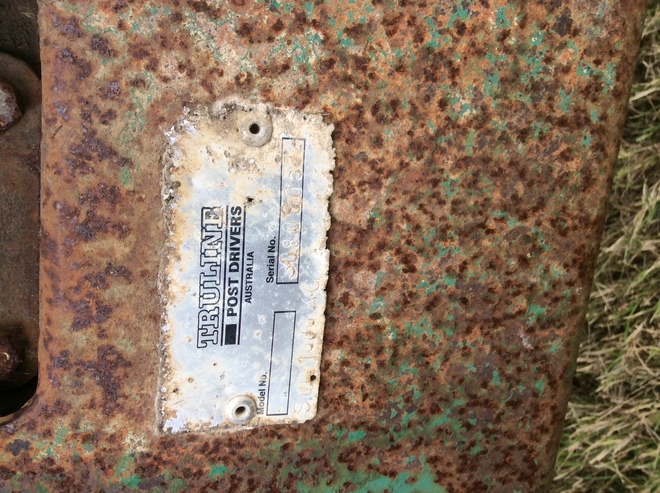 TRULINE
POST DRIVERS
AUSTRALIA
Model No.
Serial No.